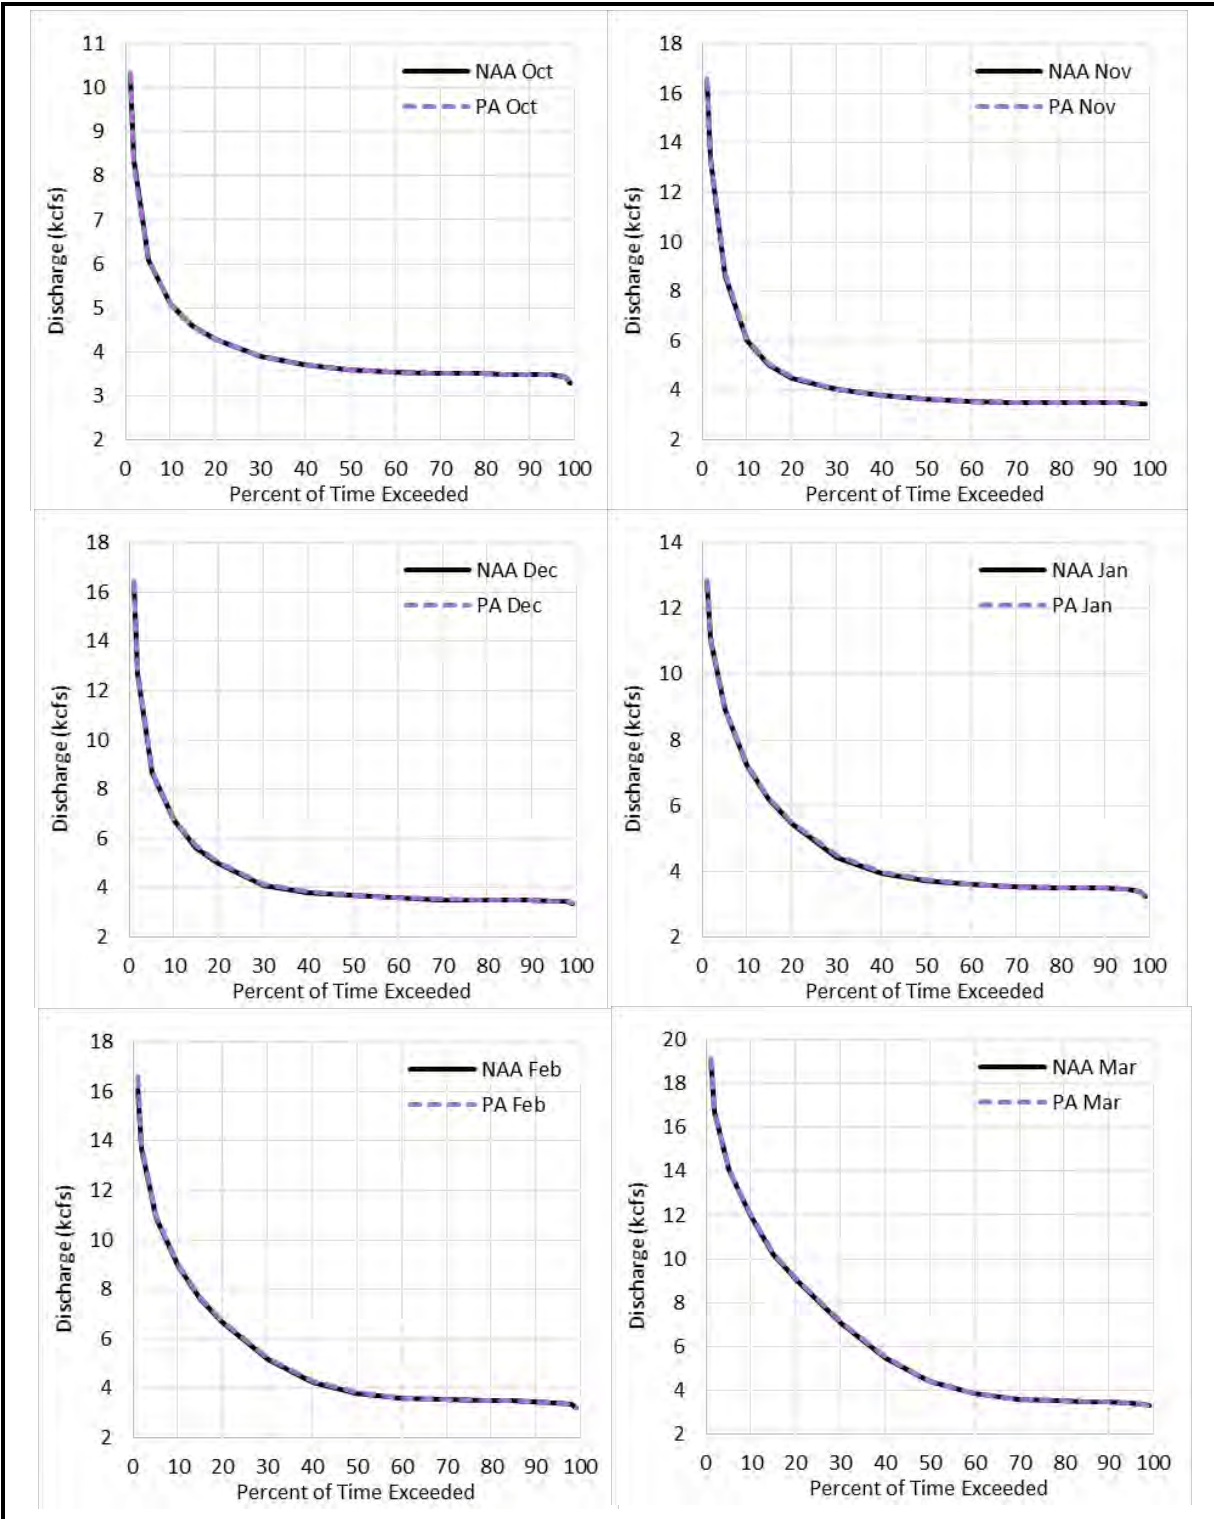 11
10
9
8
7
6
5
4
3
2
Discharge (kcfs)
NAA Oct
PA Oct
0 10 20 30 40 50 60 70 80 90 100
Percent of Time Exceeded
18
16
14
12
10
8
6
4
2
Discharge (kcfs)
NAA Nov
PA Nov
0 10 20 30 40 50 60 70 80 90 100
Percent of Time Exceeded
18
16
14
12
10
8
6
4
2
Discharge (kcfs)
NAA Dec
PA Dec
0 10 20 30 40 50 60 70 80 90 100
Percent of Time Exceeded
14
12
10
8
6
4
2
Discharge (kcfs)
NAA Jan
PA Jan
0 10 20 30 40 50 60 70 80 90 100
Percent of Time Exceeded
18
16
14
12
10
8
6
4
2
Discharge (kcfs)
NAA Feb
PA Feb
0 10 20 30 40 50 60 70 80 90 100
Percent of Time Exceeded
20
18
16
14
12
10
8
6
4
2
Discharge (kcfs)
NAA Mar
PA Mar
0 10 20 30 40 50 60 70 80 90 100
Percent of Time Exceeded